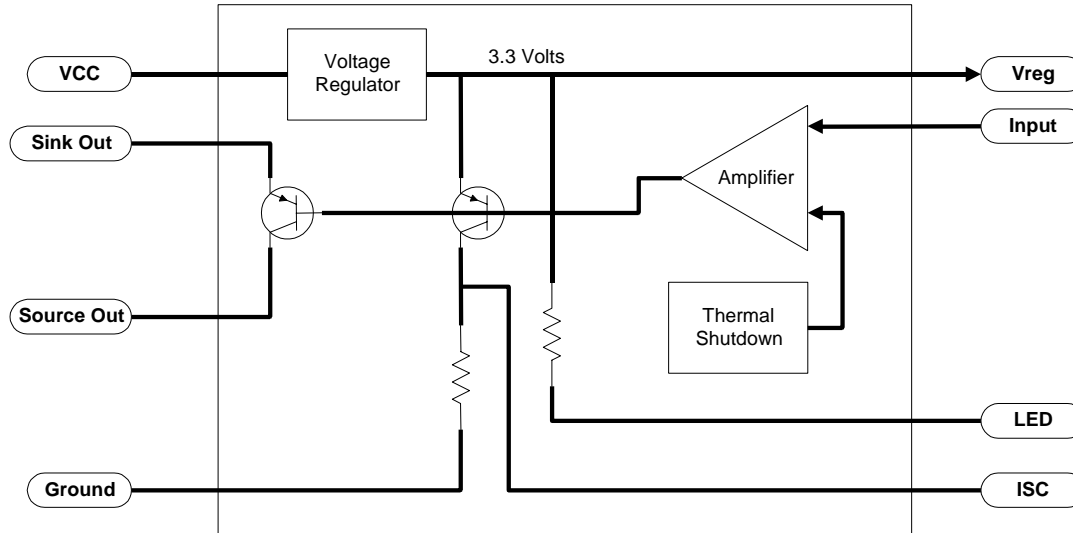 Voltage
Regulator
3.3 Volts
VCC
Vreg
Sink Out
Input
Amplifier
Source Out
Thermal
Shutdown
LED
Ground
ISC